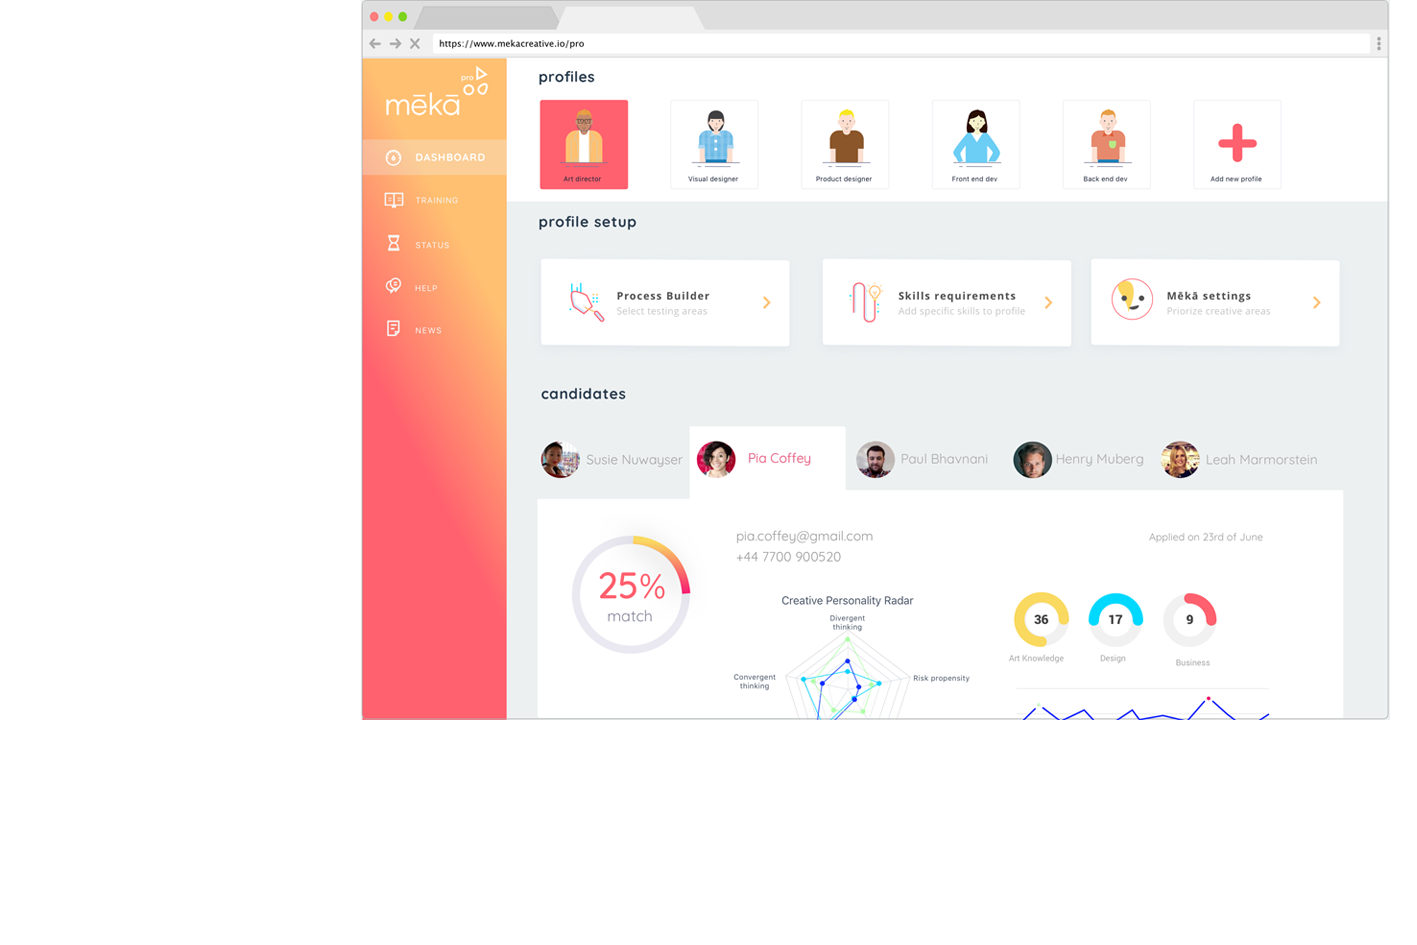 https://www.mekacreative.io/pro
pro
mēkā
DASHBOARD
TRAINING
STATUS
HELP
NEWS
profiles
Art director
Visual designer
Product designer
Front end dev
Back end dev
Add new profile
profile setup
Process Builder
Select testing areas
Skills requirements
Add specific skills to profile
Mēkā settings
Priorize creative areas
candidates
Susie Nuwayser
Pia Coffey
Paul Bhavnani
Henry Muberg
Leah Marmorstein
25%
match
pia.coffey@gmail.com
+44 7700 900520
Applied on 23rd of June
Creative Personality Radar
Divergent
thinking
Convergent
thinking
Risk propensity
36
Art Knowledge
17
Design
9
Business